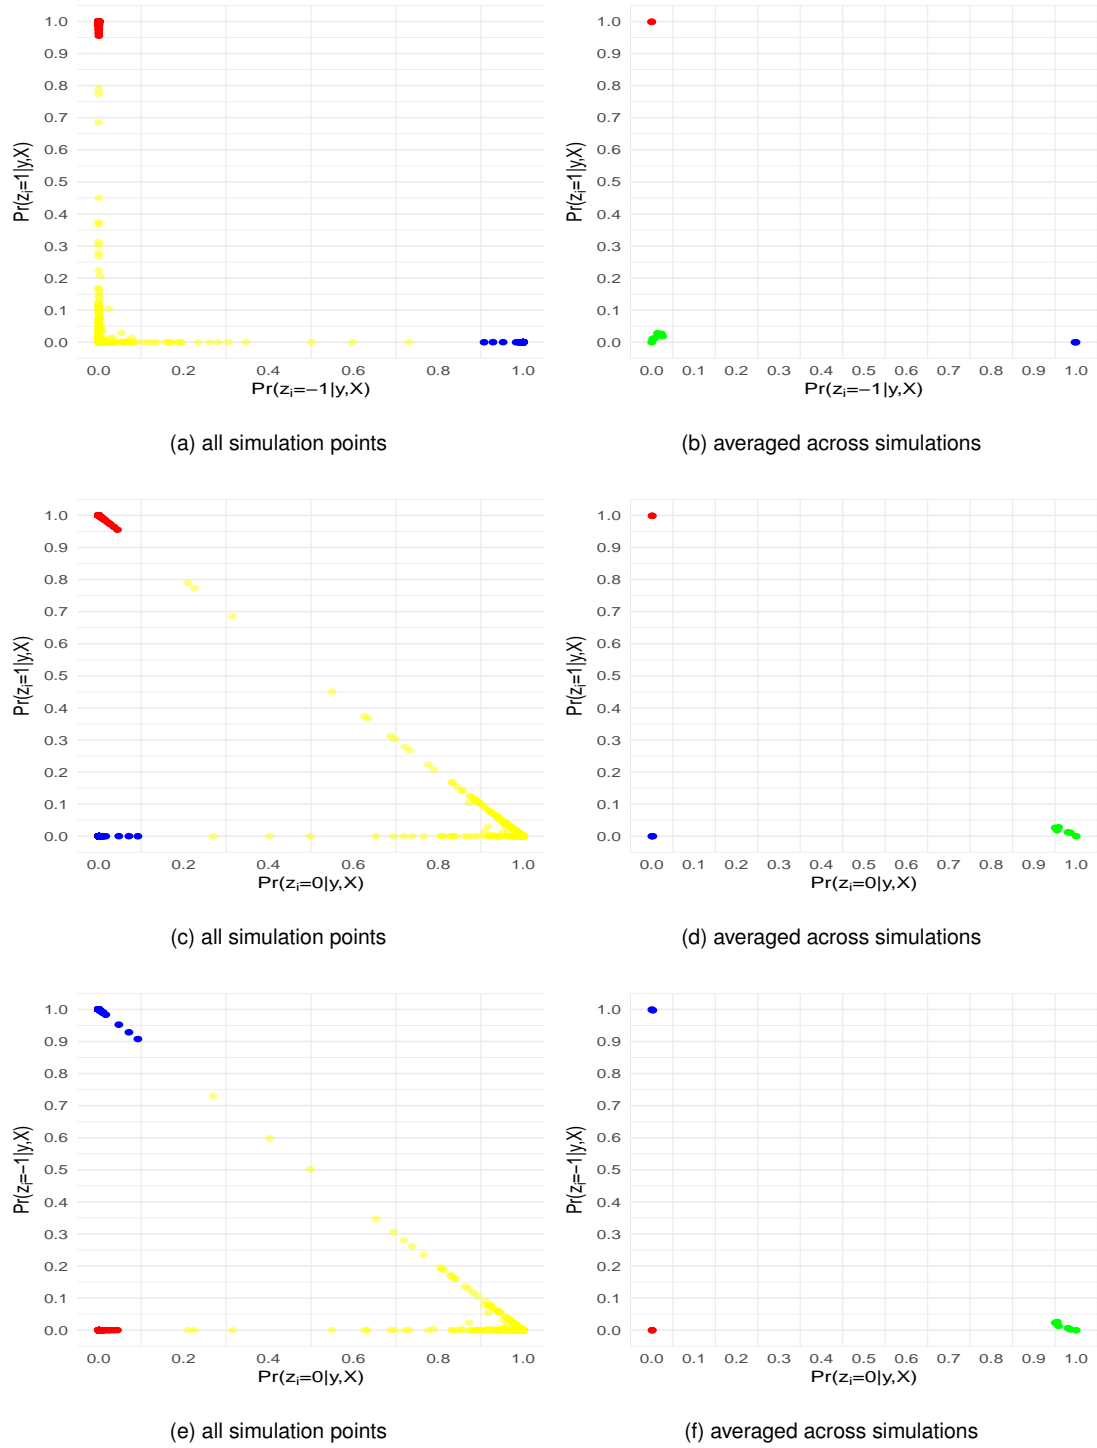 1.0
0.9
0.8
0.7
0.6
0.5
0.4
0.3
0.2
0.1
0.0
Pr(zᵢ=1|y,X)
0.0 0.2 0.4 0.6 0.8 1.0
Pr(zᵢ=−1|y,X)
(a) all simulation points
1.0
0.9
0.8
0.7
0.6
0.5
0.4
0.3
0.2
0.1
0.0
Pr(zᵢ=1|y,X)
0.0 0.1 0.2 0.3 0.4 0.5 0.6 0.7 0.8 0.9 1.0
Pr(zᵢ=−1|y,X)
(b) averaged across simulations
1.0
0.9
0.8
0.7
0.6
0.5
0.4
0.3
0.2
0.1
0.0
Pr(zᵢ=1|y,X)
0.0 0.2 0.4 0.6 0.8 1.0
Pr(zᵢ=0|y,X)
(c) all simulation points
1.0
0.9
0.8
0.7
0.6
0.5
0.4
0.3
0.2
0.1
0.0
Pr(zᵢ=1|y,X)
0.0 0.1 0.2 0.3 0.4 0.5 0.6 0.7 0.8 0.9 1.0
Pr(zᵢ=0|y,X)
(d) averaged across simulations
1.0
0.9
0.8
0.7
0.6
0.5
0.4
0.3
0.2
0.1
0.0
Pr(zᵢ=−1|y,X)
0.0 0.2 0.4 0.6 0.8 1.0
Pr(zᵢ=0|y,X)
(e) all simulation points
1.0
0.9
0.8
0.7
0.6
0.5
0.4
0.3
0.2
0.1
0.0
Pr(zᵢ=−1|y,X)
0.0 0.1 0.2 0.3 0.4 0.5 0.6 0.7 0.8 0.9 1.0
Pr(zᵢ=0|y,X)
(f) averaged across simulations